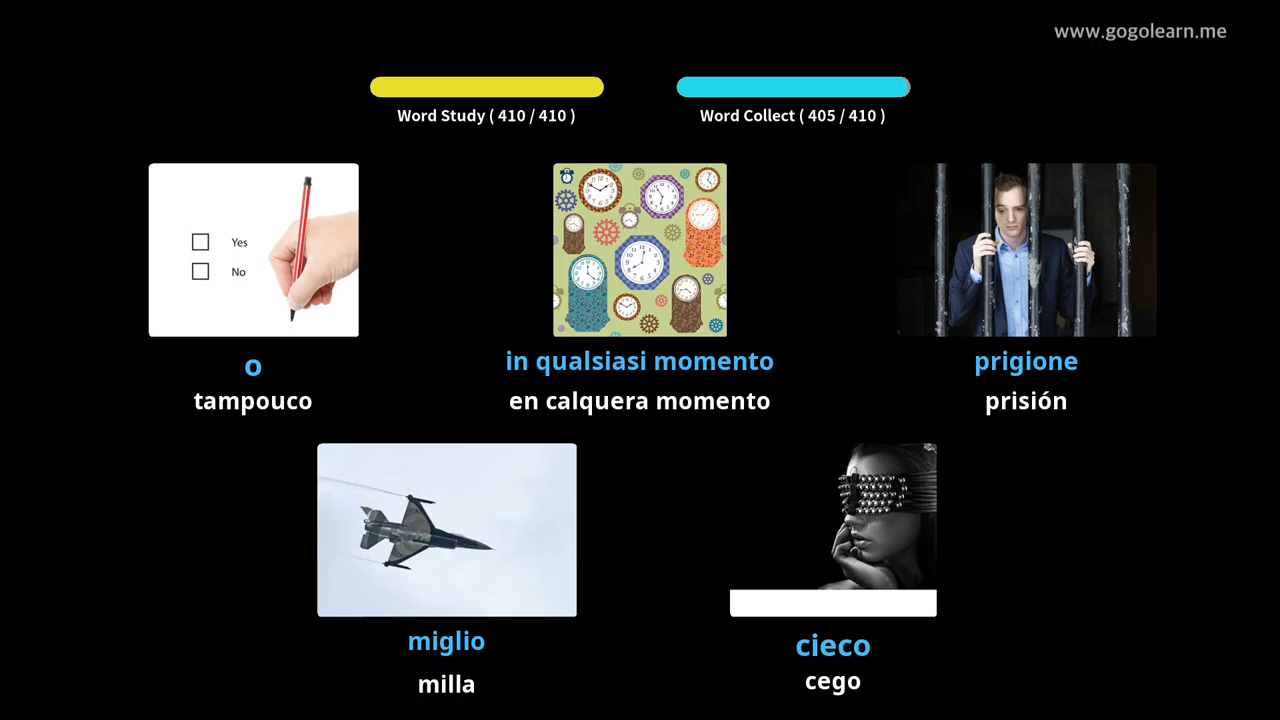 www.gogolearn.me
Word Study ( 410 / 410 )
Word Collect ( 405 / 410 )
Yes
No
o
tampouco
in qualsiasi momento
en calquera momento
prigione
prisión
miglio
milla
cieco
cego